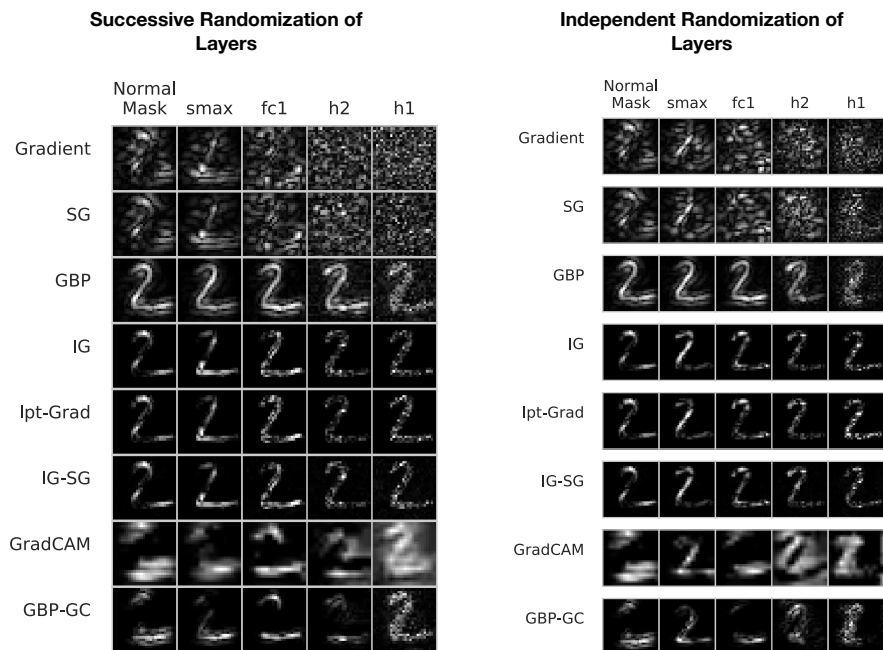 Successive Randomization of
Layers
Normal
Mask smax fc1 h2 h1
Gradient
SG
GBP
IG
Ipt-Grad
IG-SG
GradCAM
GBP-GC
Independent Randomization of
Layers
Normal
Mask smax fc1 h2 h1
Gradient
SG
GBP
IG
Ipt-Grad
IG-SG
GradCAM
GBP-GC